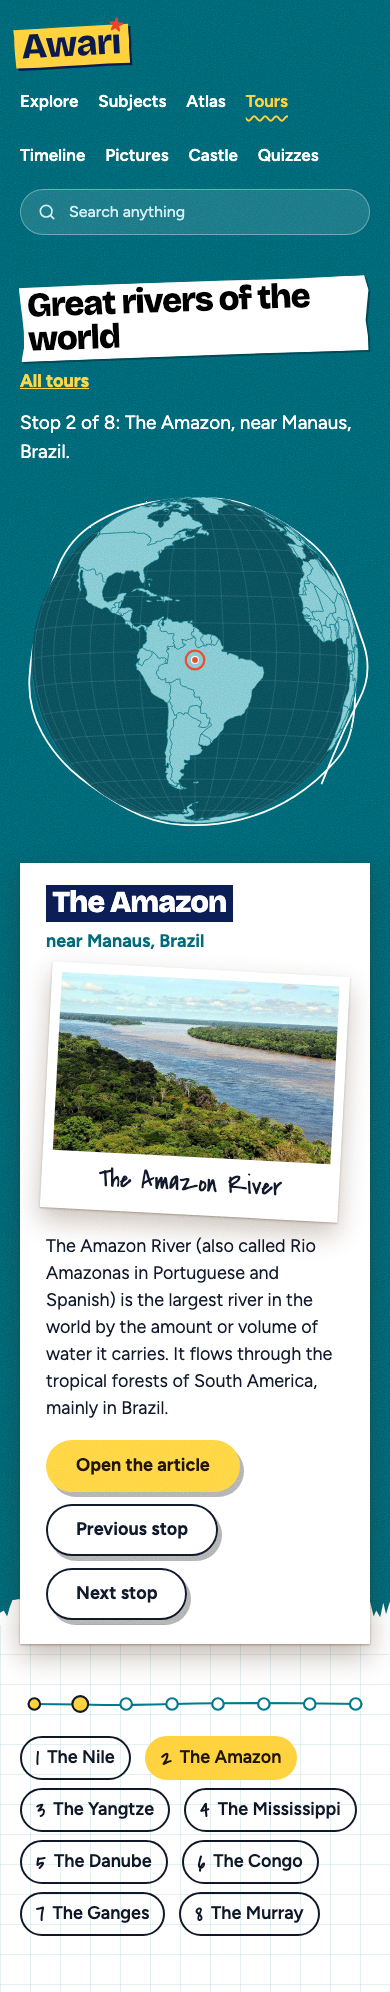 Awari
Explore Subjects Atlas Tours
Timeline Pictures Castle Quizzes
Search anything
Great rivers of the
world
All tours
Stop 2 of 8: The Amazon, near Manaus,
Brazil.
The Amazon
near Manaus, Brazil
The Amazon River
The Amazon River (also called Rio
Amazonas in Portuguese and
Spanish) is the largest river in the
world by the amount or volume of
water it carries. It flows through the
tropical forests of South America,
mainly in Brazil.
Open the article
Previous stop
Next stop
1 The Nile 2 The Amazon
3 The Yangtze 4 The Mississippi
5 The Danube 6 The Congo
7 The Ganges 8 The Murray